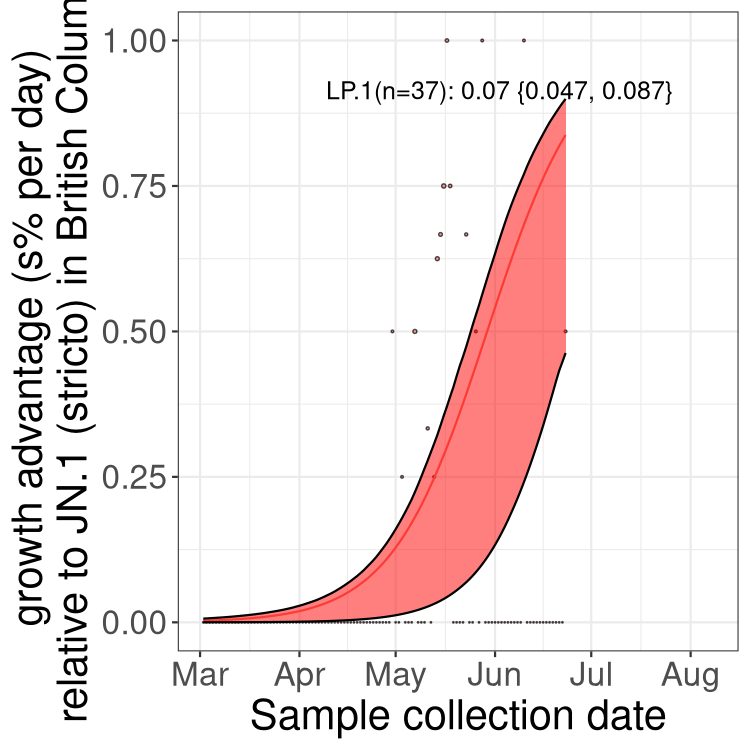 growth advantage (s% per day)
relative to JN.1 (stricto) in British Colum
1.00
0.75
0.50
0.25
0.00
LP.1(n=37): 0.07 {0.047, 0.087}
Mar Apr May Jun Jul Aug
Sample collection date